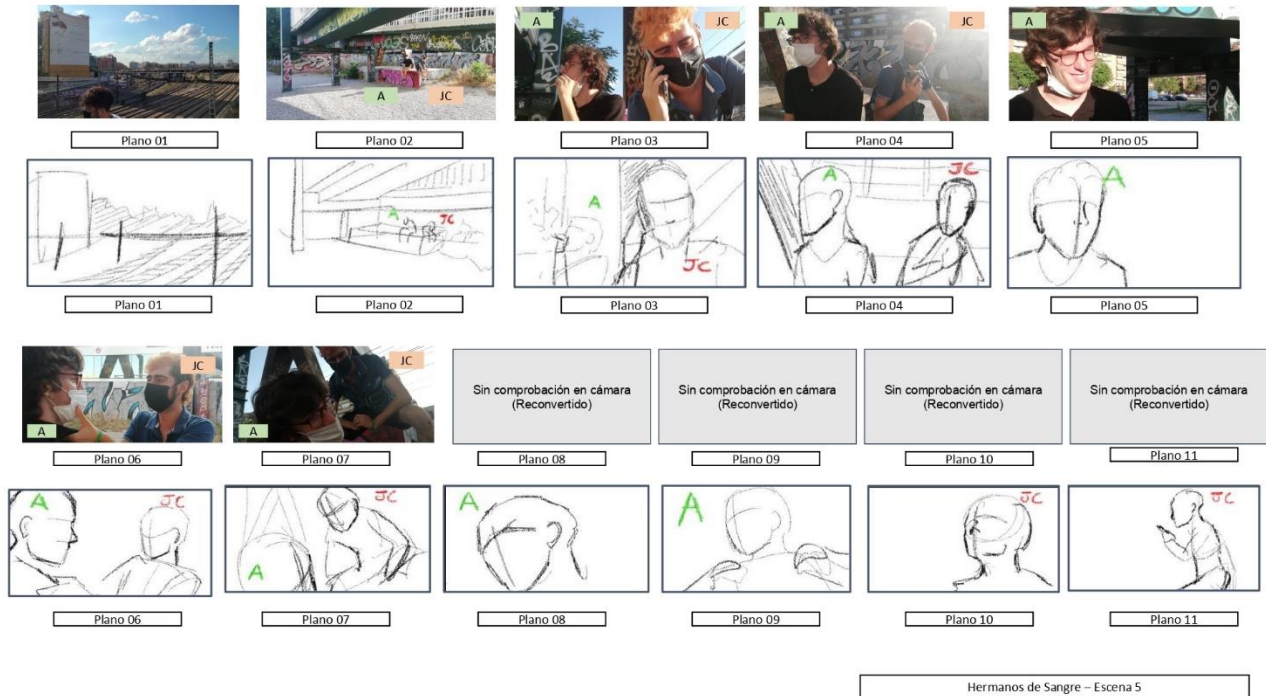 A
JC
A
JC
A
JC
A
Plano 01
Plano 02
Plano 03
Plano 04
Plano 05
A
JC
A
JC
A
JC
A
Plano 01
Plano 02
Plano 03
Plano 04
Plano 05
JC
A
JC
A
Sin comprobación en cámara
(Reconvertido)
Sin comprobación en cámara
(Reconvertido)
Sin comprobación en cámara
(Reconvertido)
Sin comprobación en cámara
(Reconvertido)
Plano 06
Plano 07
Plano 08
Plano 09
Plano 10
Plano 11
A
JC
A
JC
A
A
JC
JC
Plano 06
Plano 07
Plano 08
Plano 09
Plano 10
Plano 11
Hermanos de Sangre – Escena 5